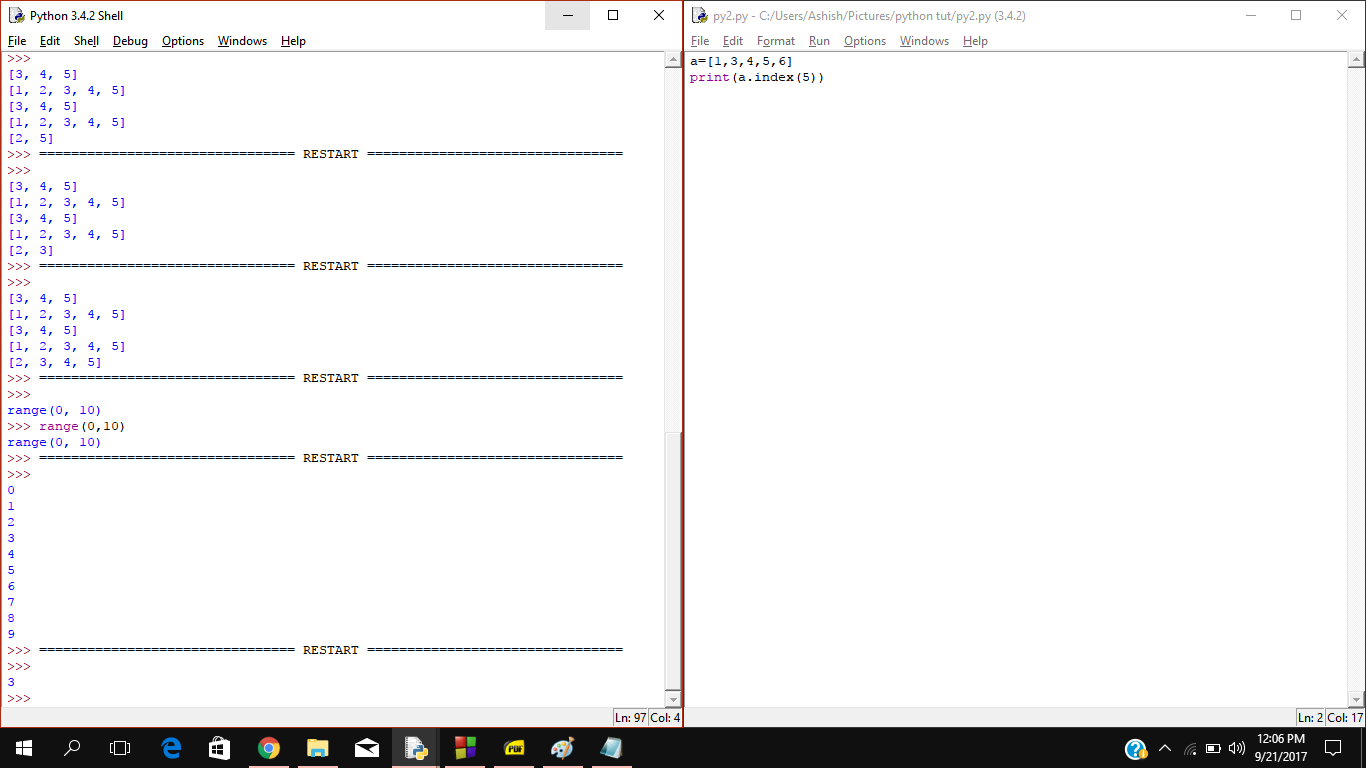 Python 3.4.2 Shell
File Edit Shell Debug Options Windows Help
>>>
[3, 4, 5]
[1, 2, 3, 4, 5]
[3, 4, 5]
[1, 2, 3, 4, 5]
[2, 5]
>>> ================================ RESTART ================================
>>>
[3, 4, 5]
[1, 2, 3, 4, 5]
[3, 4, 5]
[1, 2, 3, 4, 5]
[2, 3]
>>> ================================ RESTART ================================
>>>
[3, 4, 5]
[1, 2, 3, 4, 5]
[3, 4, 5]
[1, 2, 3, 4, 5]
[2, 3, 4, 5]
>>> ================================ RESTART ================================
>>>
range(0, 10)
>>> range(0,10)
range(0, 10)
>>> ================================ RESTART ================================
>>>
0
1
2
3
4
5
6
7
8
9
>>> ================================ RESTART ================================
>>>
3
>>>
Ln: 97 Col: 4
py2.py - C:/Users/Ashish/Pictures/python tut/py2.py (3.4.2)
File Edit Format Run Options Windows Help
a=[1,3,4,5,6]
print(a.index(5))
Ln: 2 Col: 17
PDF
12:06 PM
9/21/2017